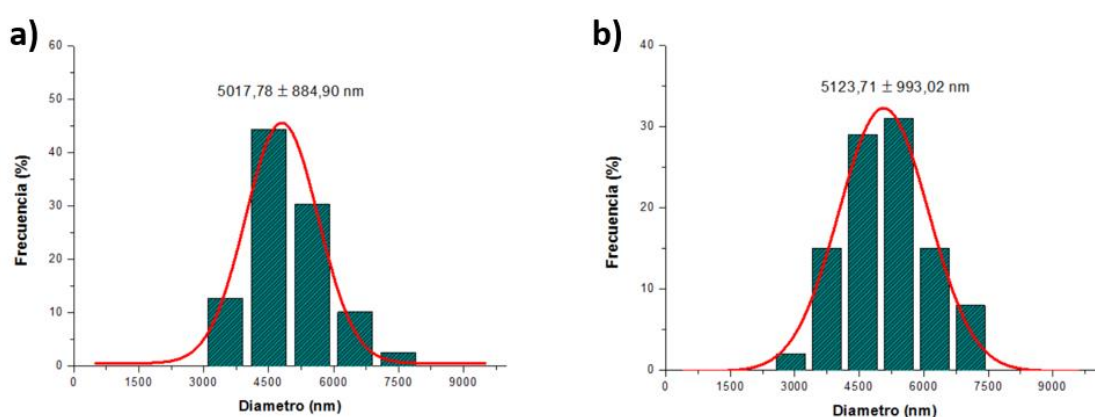 a)
5017,78 ± 884,90 nm
Frecuencia (%)
60
50
40
30
20
10
0
0 1500 3000 4500 6000 7500 9000
Diametro (nm)
b)
5123,71 ± 993,02 nm
Frecuencia (%)
40
30
20
10
0
0 1500 3000 4500 6000 7500 9000
Diametro (nm)